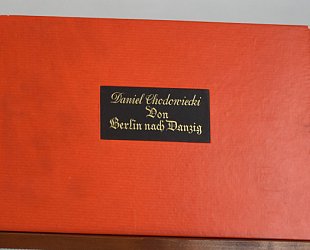 Daniel Chodowiecki
Von
Berlin nach Danzig